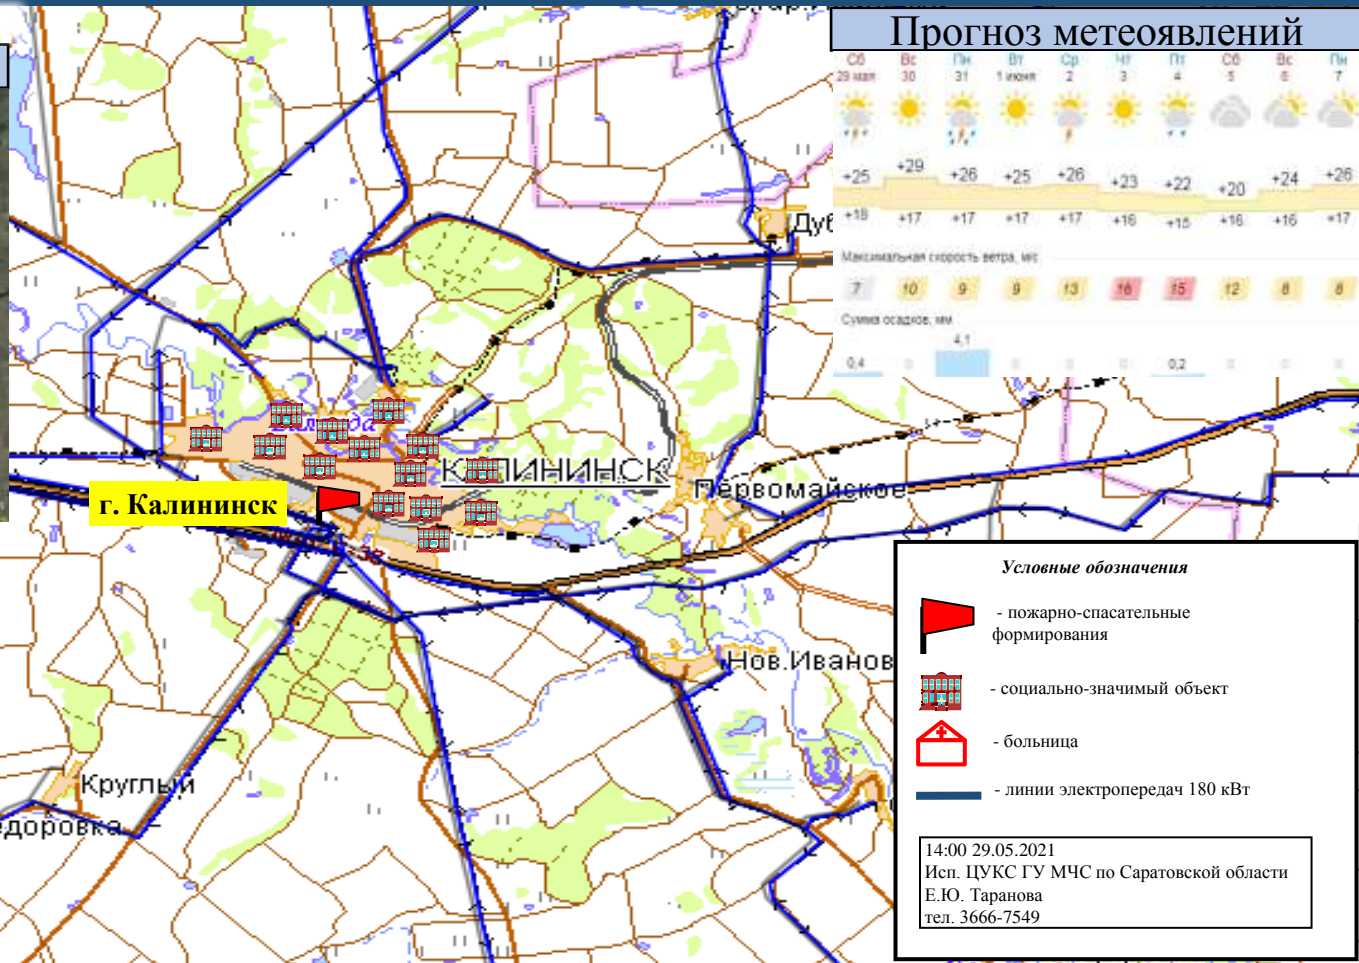 Прогноз метеоявлений
Сб Вс Пн Вт Ср Чт Пт Сб Вс Пн
29 мая 30 31 1 июня 2 3 4 5 6 7
+25 +29 +26 +25 +26 +23 +22 +20 +24 +26
+18 +17 +17 +17 +17 +16 +15 +16 +16 +17
Максимальная скорость ветра, м/с
7 10 9 9 13 16 15 12 8 8
Сумма осадков, мм
4,1
0,4 0,2
Дуб
КАЛИНИНСК
Первомайское
г. Калининск
Нов.Иванов
Круглый
едоровка
Условные обозначения
- пожарно-спасательные
формирования
- социально-значимый объект
- больница
- линии электропередач 180 кВт
14:00 29.05.2021
Исп. ЦУКС ГУ МЧС по Саратовской области
Е.Ю. Таранова
тел. 3666-7549